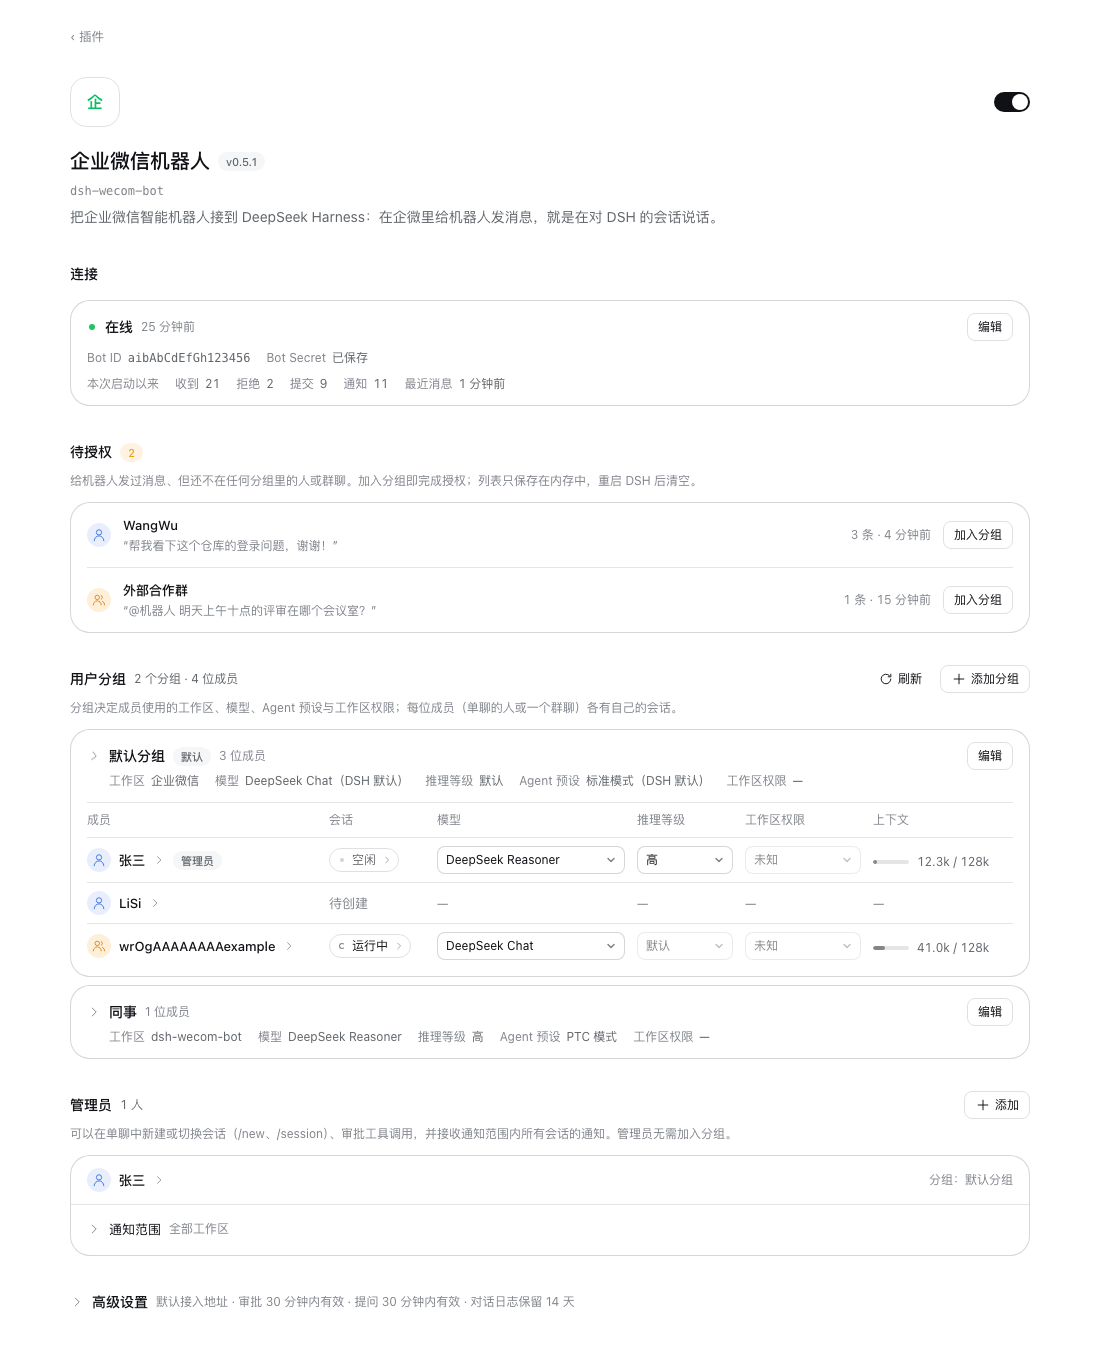 ‹ 插件
企
企业微信机器人 v0.5.1
dsh-wecom-bot
把企业微信智能机器人接到 DeepSeek Harness：在企微里给机器人发消息，就是在对 DSH 的会话说话。
连接
在线 25 分钟前 编辑
Bot ID aibAbCdEfGh123456 Bot Secret 已保存
本次启动以来 收到 21 拒绝 2 提交 9 通知 11 最近消息 1 分钟前
待授权 2
给机器人发过消息、但还不在任何分组里的人或群聊。加入分组即完成授权；列表只保存在内存中，重启 DSH 后清空。
WangWu
“帮我看下这个仓库的登录问题，谢谢！”
3 条 · 4 分钟前 加入分组
外部合作群
“@机器人 明天上午十点的评审在哪个会议室？”
1 条 · 15 分钟前 加入分组
用户分组 2 个分组 · 4 位成员 刷新 添加分组
分组决定成员使用的工作区、模型、Agent 预设与工作区权限；每位成员（单聊的人或一个群聊）各有自己的会话。
默认分组 默认 3 位成员 编辑
工作区 企业微信 模型 DeepSeek Chat（DSH 默认） 推理等级 默认 Agent 预设 标准模式（DSH 默认） 工作区权限 —
成员 会话 模型 推理等级 工作区权限 上下文
张三 管理员 空闲 DeepSeek Reasoner 高 未知 12.3k / 128k
LiSi 待创建 — — — —
wrOgAAAAAAAAexample 运行中 DeepSeek Chat 默认 未知 41.0k / 128k
同事 1 位成员 编辑
工作区 dsh-wecom-bot 模型 DeepSeek Reasoner 推理等级 高 Agent 预设 PTC 模式 工作区权限 —
管理员 1 人 添加
可以在单聊中新建或切换会话（/new、/session）、审批工具调用，并接收通知范围内所有会话的通知。管理员无需加入分组。
张三 分组：默认分组
通知范围 全部工作区
高级设置 默认接入地址 · 审批 30 分钟内有效 · 提问 30 分钟内有效 · 对话日志保留 14 天